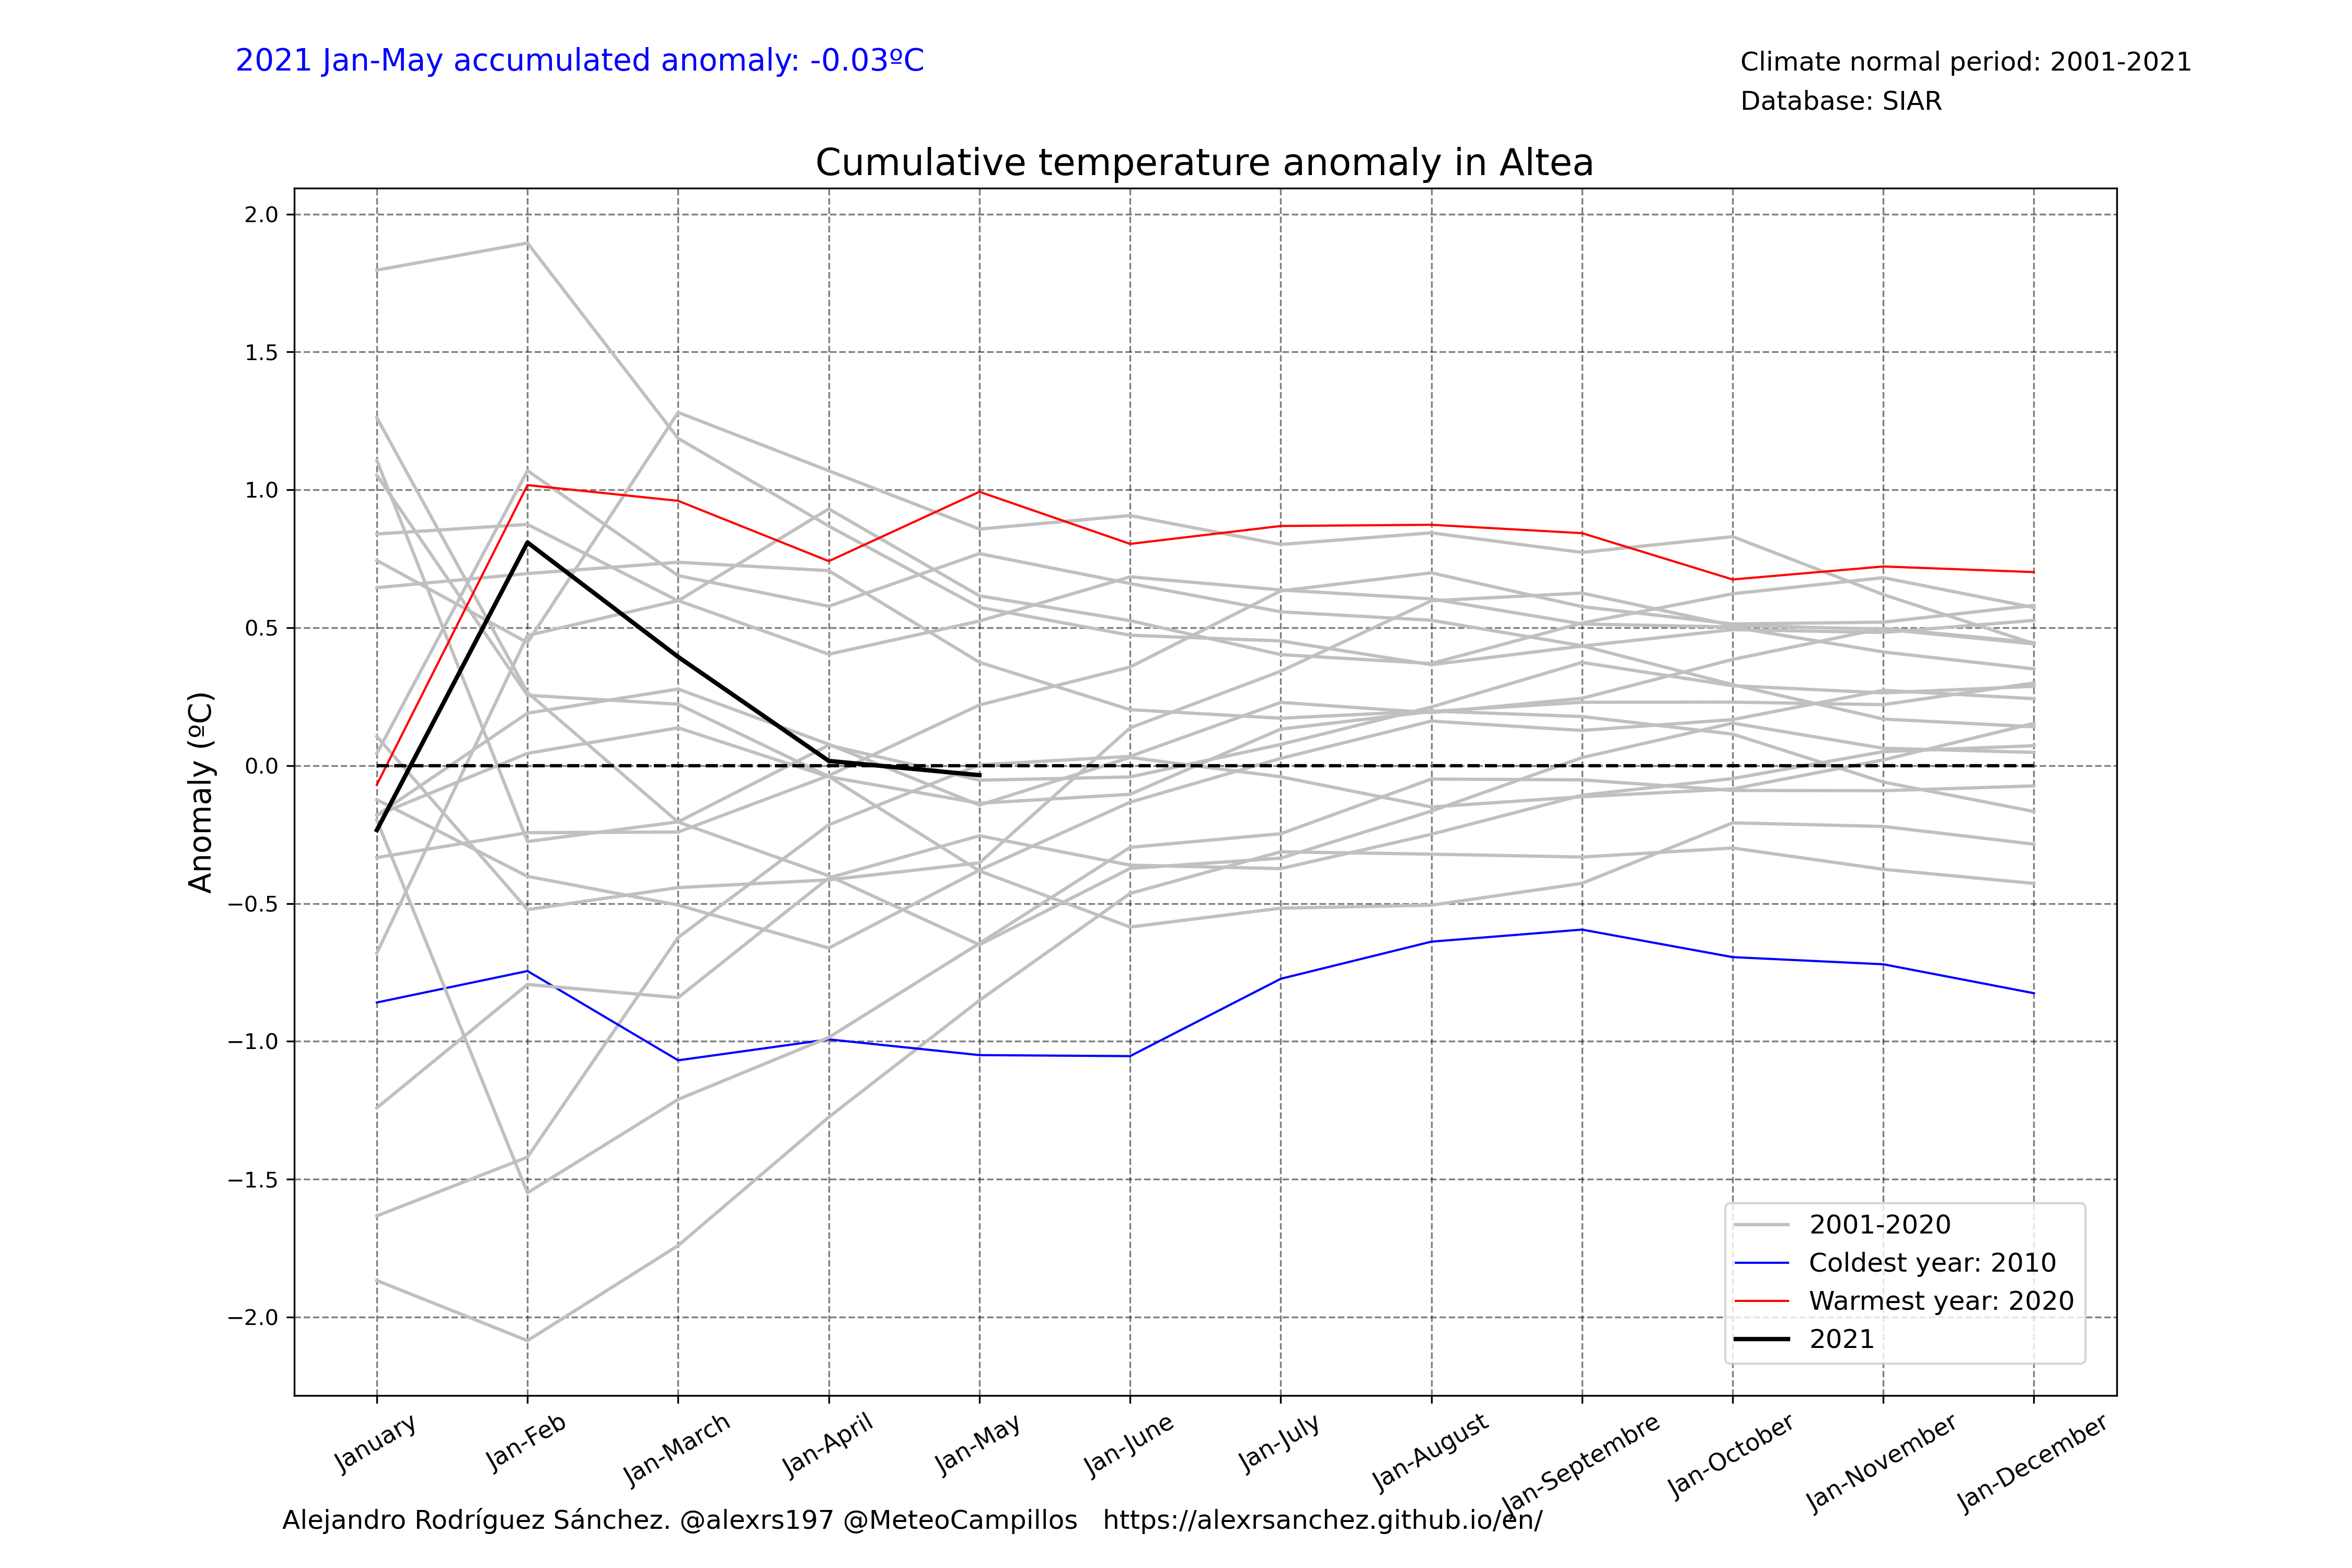 2021 Jan-May accumulated anomaly: -0.03ºC
Climate normal period: 2001-2021
Database: SIAR
Cumulative temperature anomaly in Altea
Anomaly (ºC)
2.0
1.5
1.0
0.5
0.0
−0.5
−1.0
−1.5
−2.0
2001-2020
Coldest year: 2010
Warmest year: 2020
2021
January
Jan-Feb
Jan-March
Jan-April
Jan-May
Jan-June
Jan-July
Jan-August
Jan-Septembre
Jan-October
Jan-November
Jan-December
Alejandro Rodríguez Sánchez. @alexrs197 @MeteoCampillos https://alexrsanchez.github.io/en/